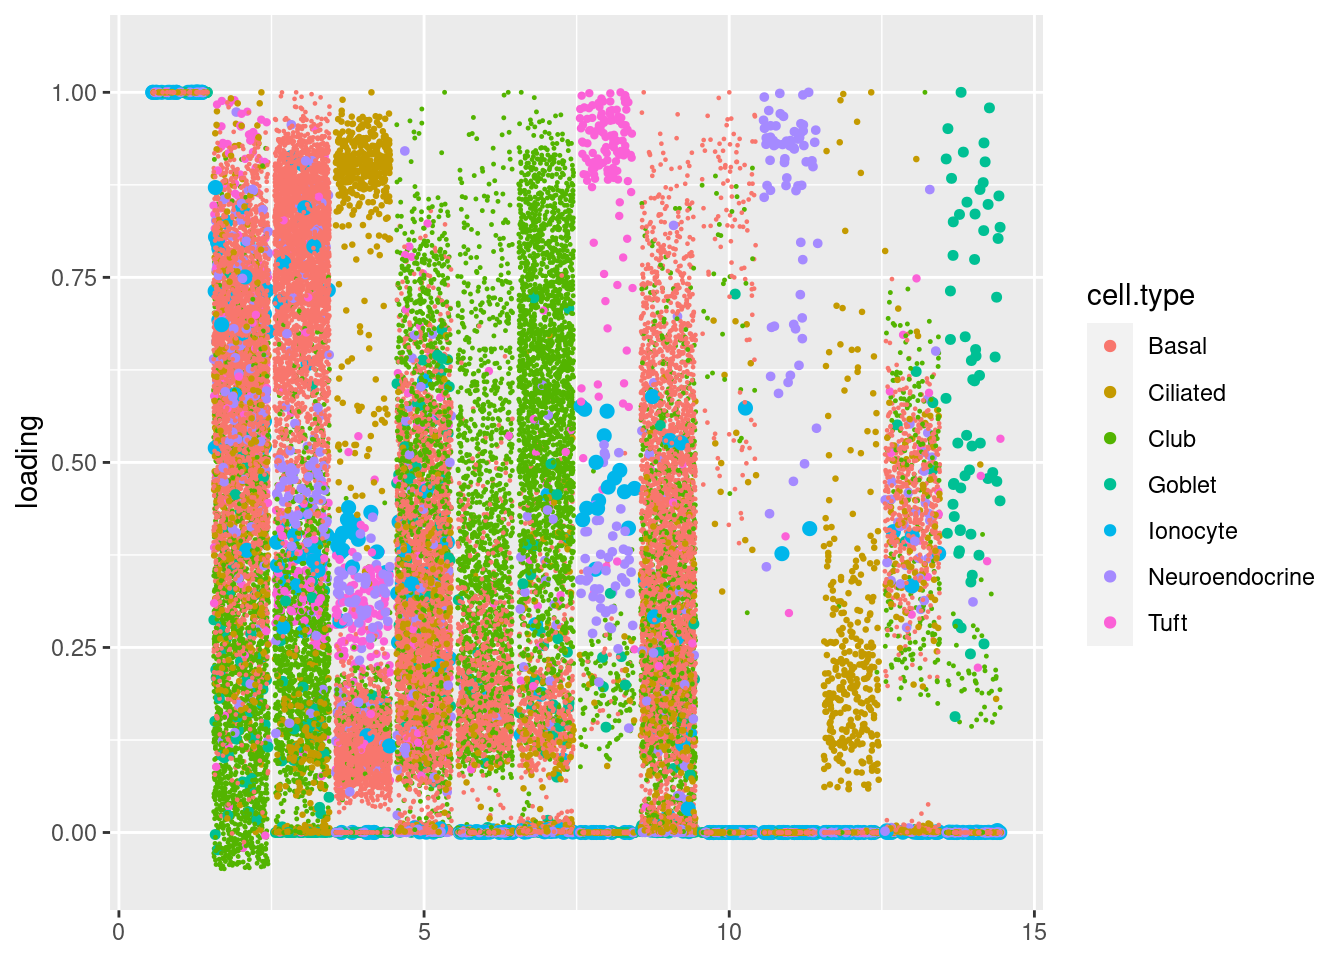 1.00
0.75
0.50
0.25
0.00
loading
0
5
10
15
cell.type
Basal
Ciliated
Club
Goblet
Ionocyte
Neuroendocrine
Tuft